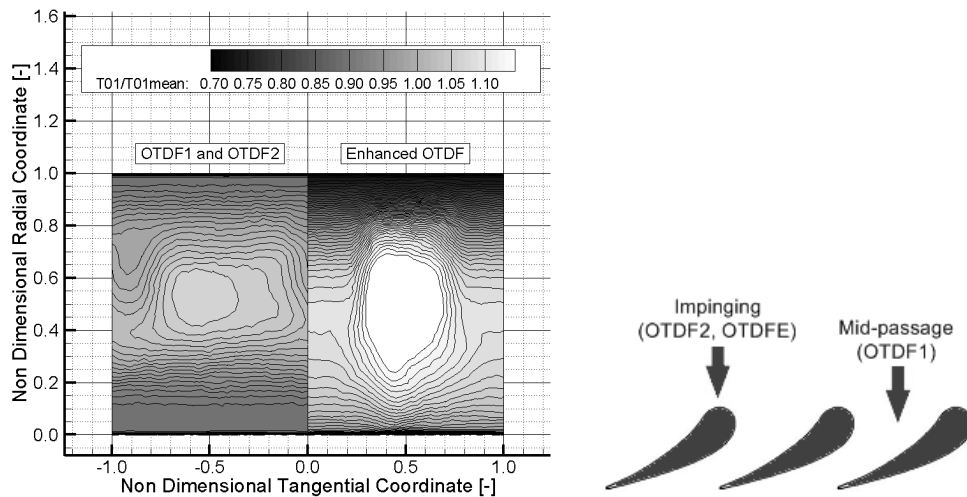 1.6
1.4
T01/T01mean: 0.70 0.75 0.80 0.85 0.90 0.95 1.00 1.05 1.10
1.2
OTDF1 and OTDF2 Enhanced OTDF
1.0
0.8
0.6
0.4
0.2
0.0
Non Dimensional Radial Coordinate [-]
-1.0 -0.5 0.0 0.5 1.0
Non Dimensional Tangential Coordinate [-]
Impinging
(OTDF2, OTDFE)
Mid-passage
(OTDF1)